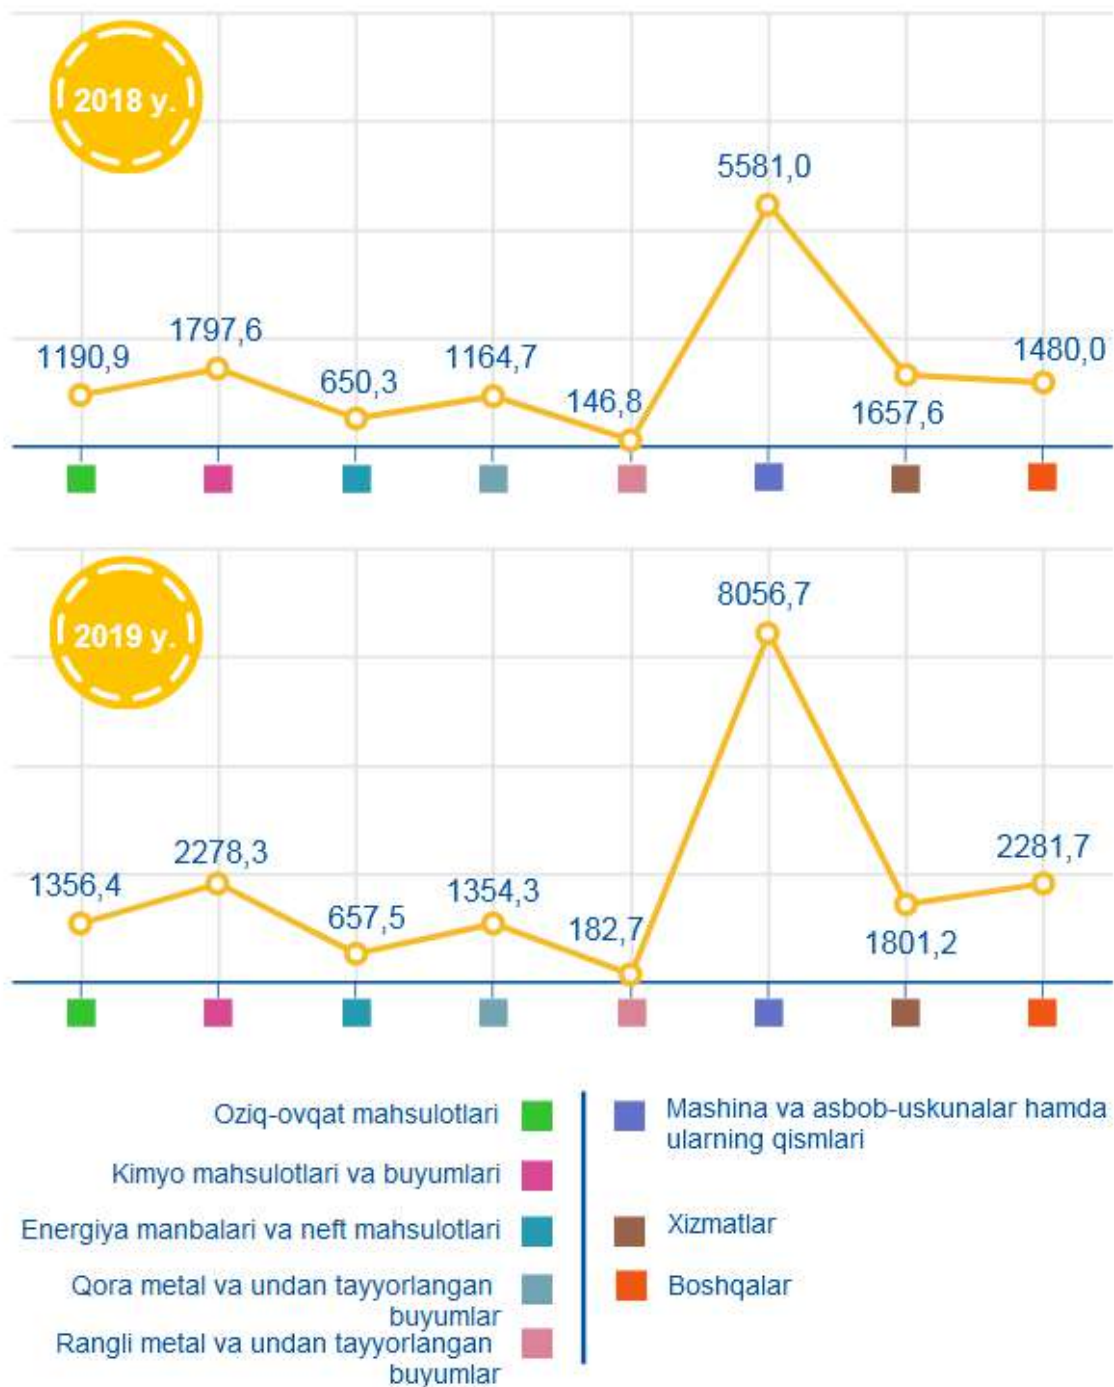 2018 y.
5581,0
1797,6
1190,9
1164,7
1480,0
650,3
146,8
1657,6
2019 y.
8056,7
2278,3
2281,7
1356,4
1354,3
657,5
182,7
1801,2
Oziq-ovqat mahsulotlari
Kimyo mahsulotlari va buyumlari
Energiya manbalari va neft mahsulotlari
Qora metal va undan tayyorlangan
buyumlar
Rangli metal va undan tayyorlangan
buyumlar
Mashina va asbob-uskunalar hamda
ularning qismlari
Xizmatlar
Boshqalar